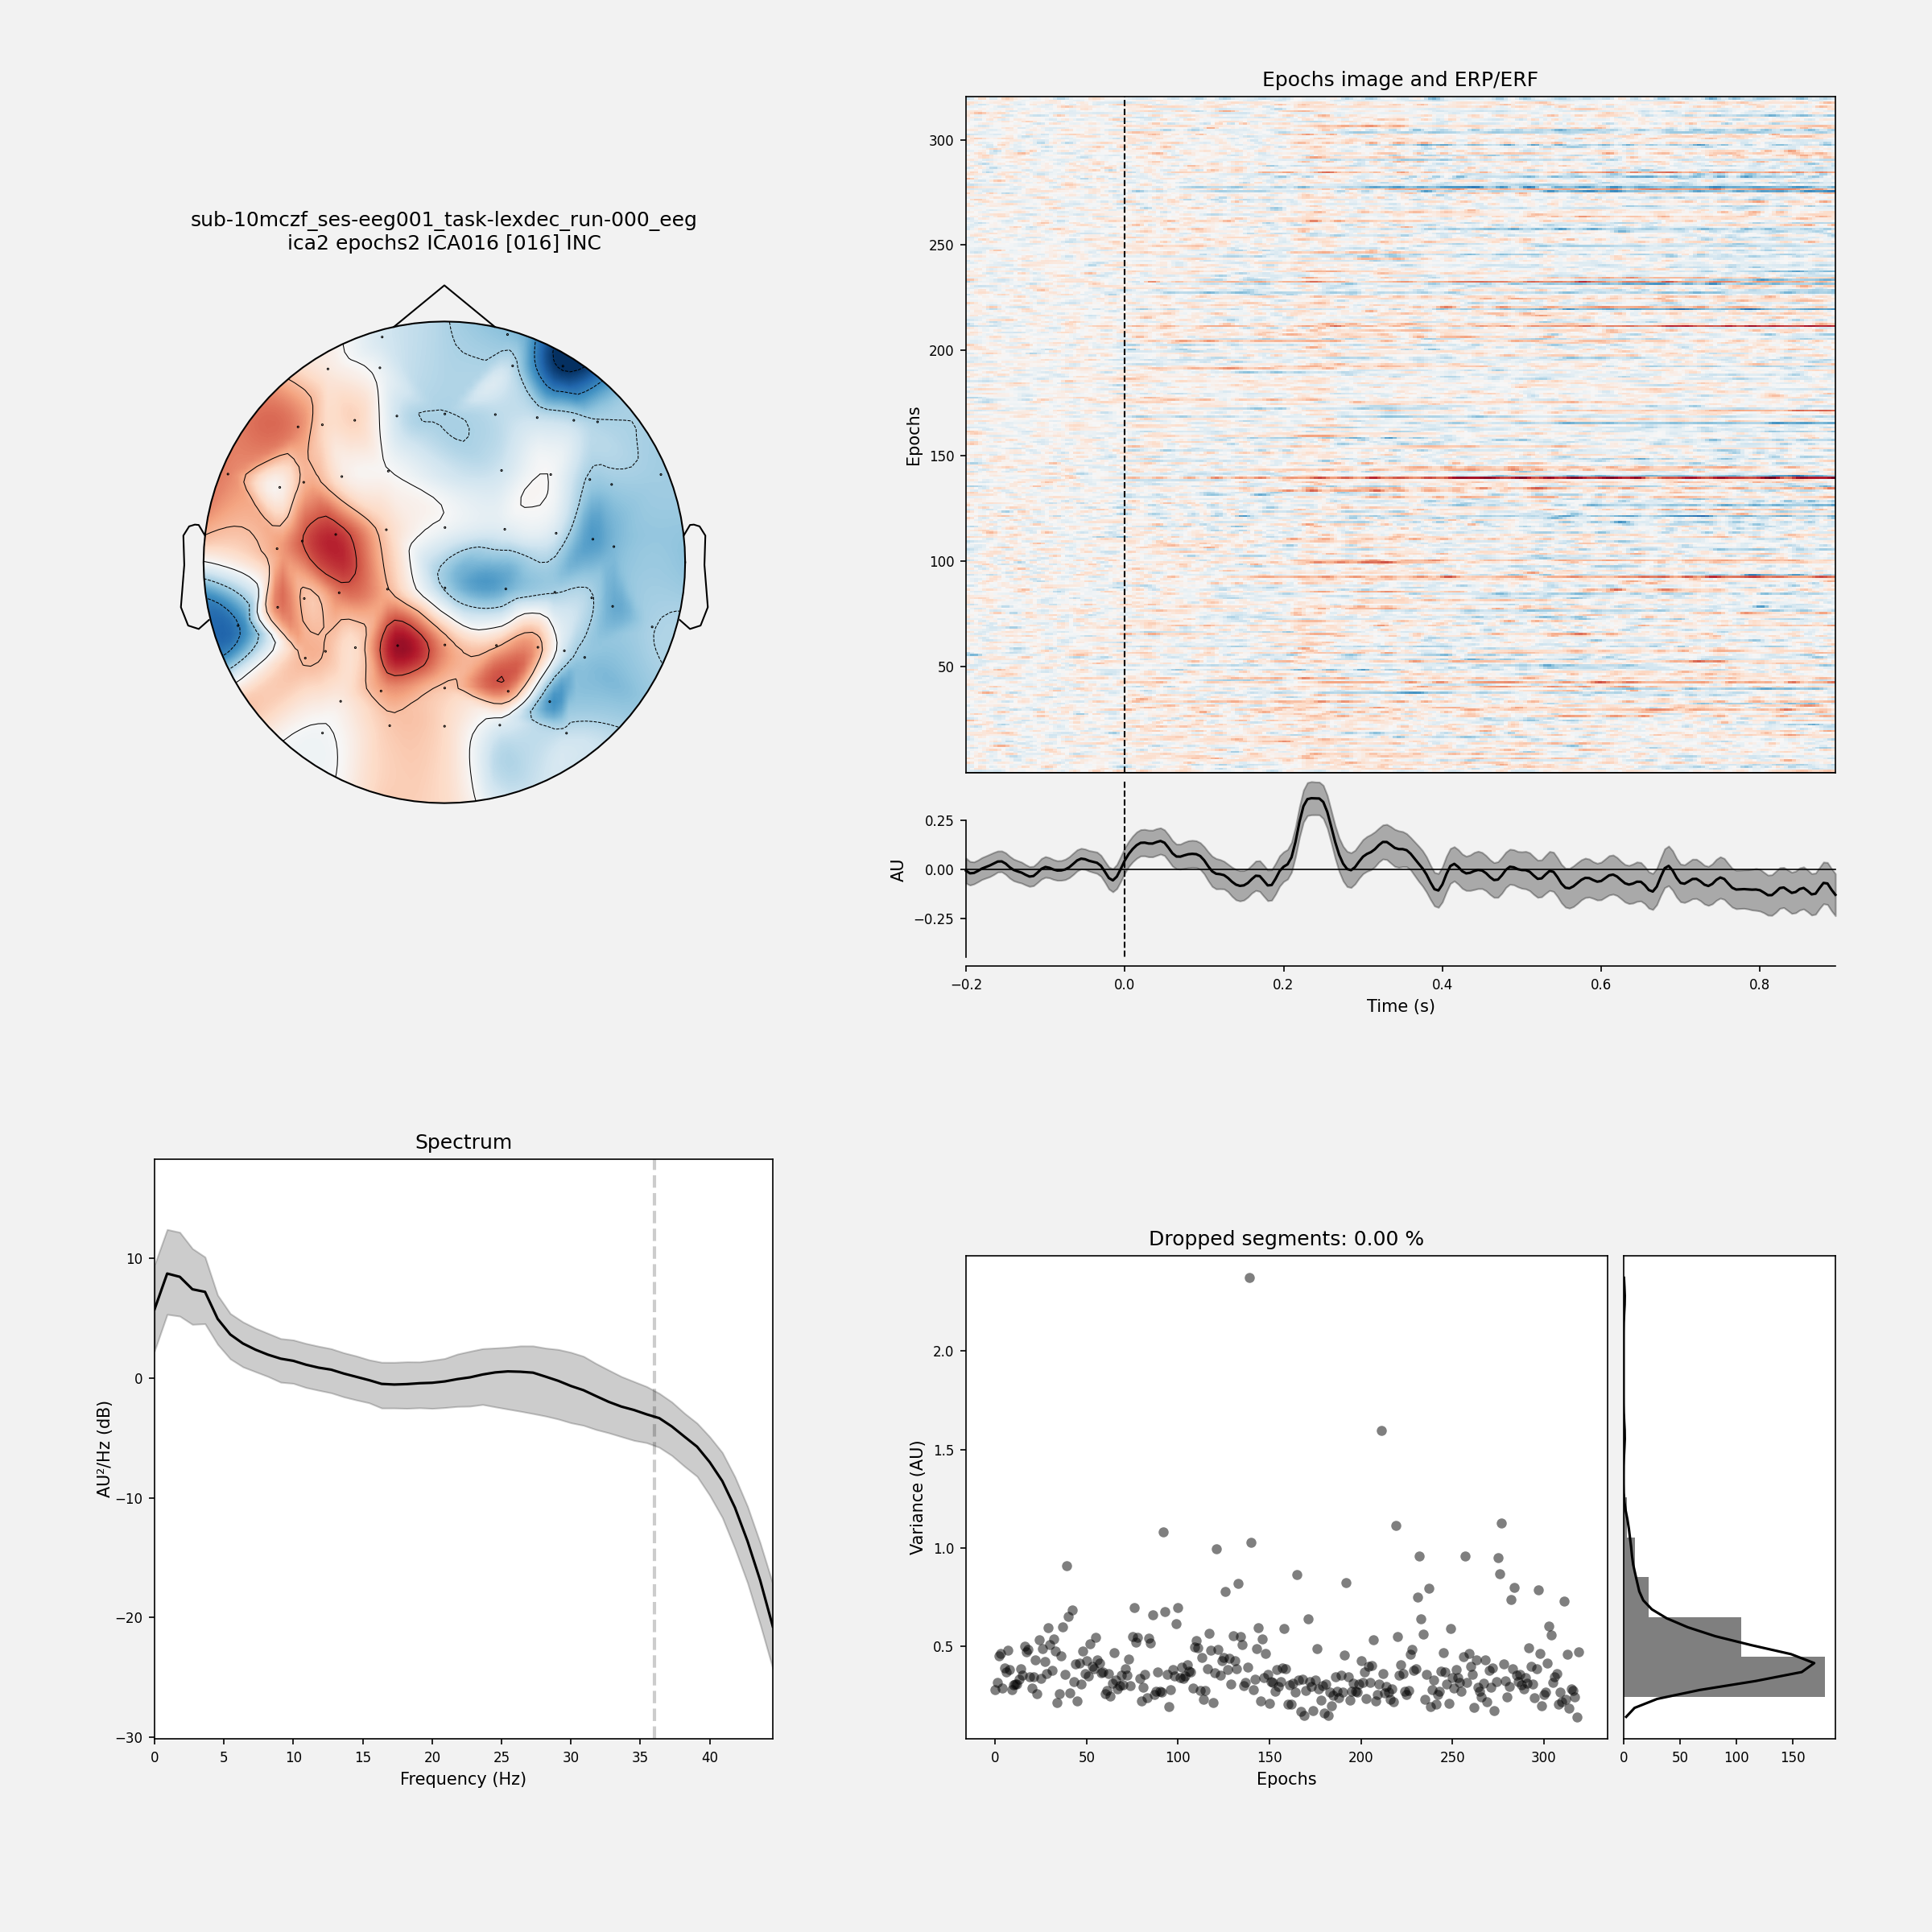 sub-10mczf_ses-eeg001_task-lexdec_run-000_eeg
ica2 epochs2 ICA016 [016] INC
Epochs image and ERP/ERF
300
250
200
150
100
50
Epochs
0.25
0.00
−0.25
AU
−0.2 0.0 0.2 0.4 0.6 0.8
Time (s)
Spectrum
10
0
−10
−20
−30
AU²/Hz (dB)
0 5 10 15 20 25 30 35 40
Frequency (Hz)
Dropped segments: 0.00 %
2.0
1.5
1.0
0.5
Variance (AU)
0 50 100 150 200 250 300
Epochs
0 50 100 150